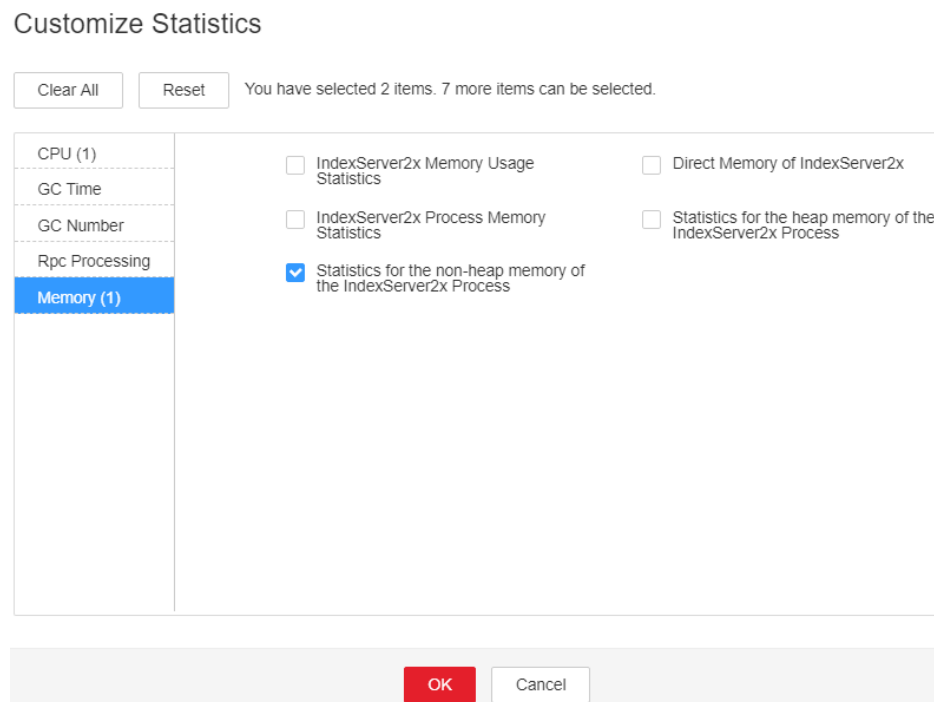 Customize Statistics
Clear All
Reset
You have selected 2 items. 7 more items can be selected.
CPU (1)
GC Time
GC Number
Rpc Processing
Memory (1)
IndexServer2x Memory Usage
Statistics
Direct Memory of IndexServer2x
IndexServer2x Process Memory
Statistics
Statistics for the heap memory of the
IndexServer2x Process
Statistics for the non-heap memory of
the IndexServer2x Process
OK
Cancel